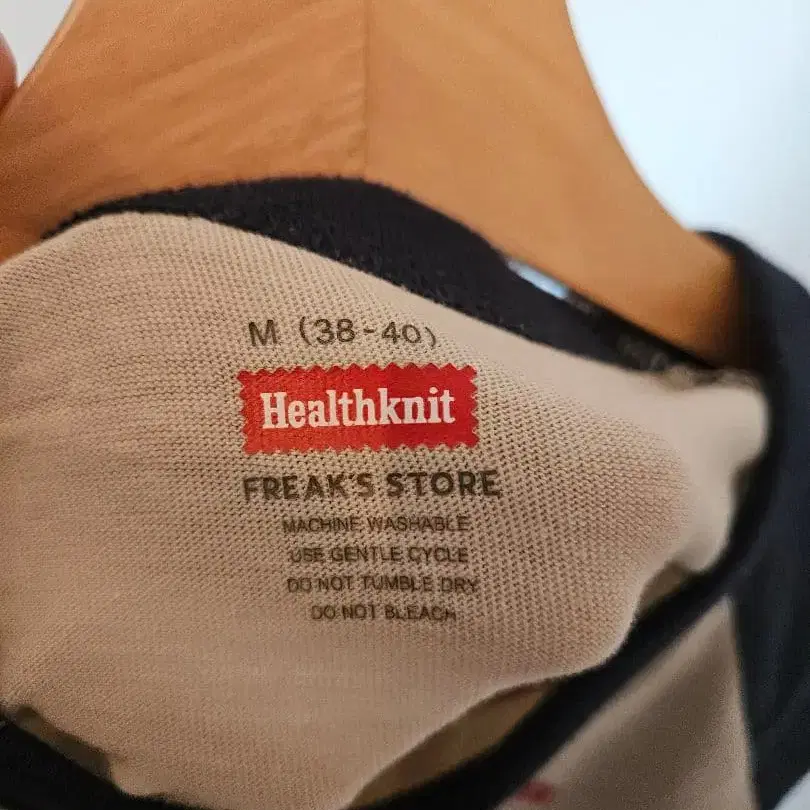 M (38-40)
Healthknit
FREAK'S STORE
MACHINE WASHABLE
USE GENTLE CYCLE
DO NOT TUMBLE DRY
DO NOT BLEACH